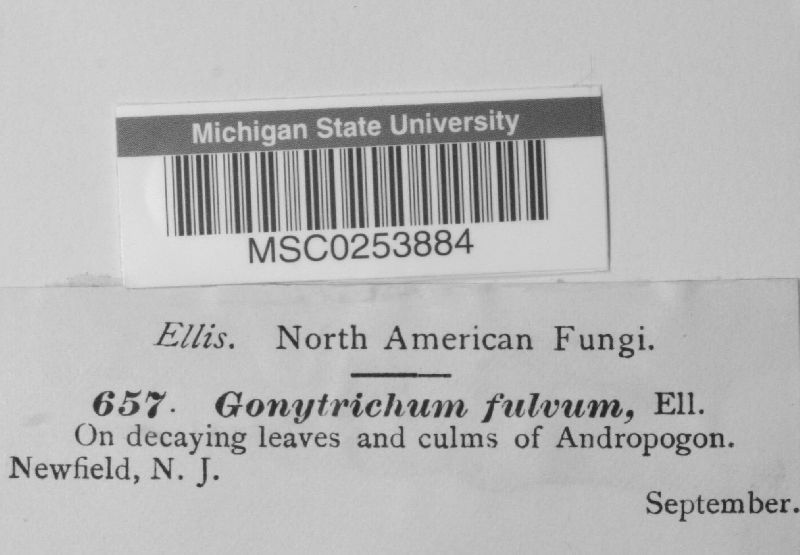 Michigan State University
MSC0253884
Ellis. North American Fungi.
657. Gonytrichum fulvum, Ell.
On decaying leaves and culms of Andropogon.
Newfield, N. J.
September.